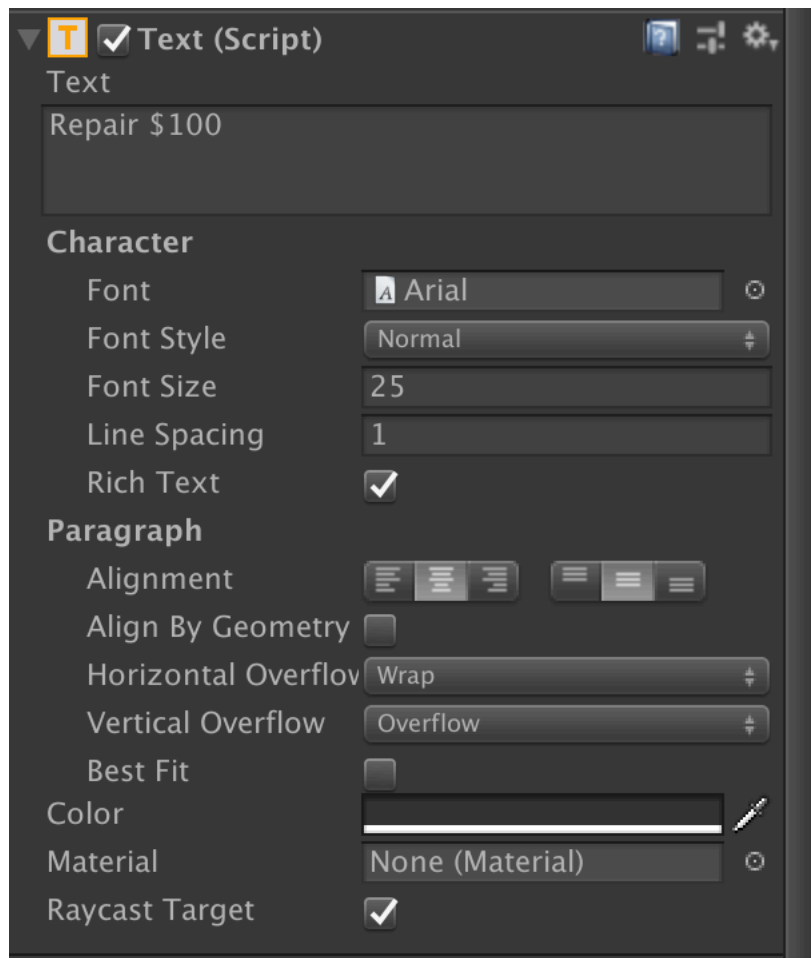 Text (Script)
Text
Repair $100
Character
Font Arial
Font Style Normal
Font Size 25
Line Spacing 1
Rich Text
Paragraph
Alignment
Align By Geometry
Horizontal Overflow Wrap
Vertical Overflow Overflow
Best Fit
Color
Material None (Material)
Raycast Target